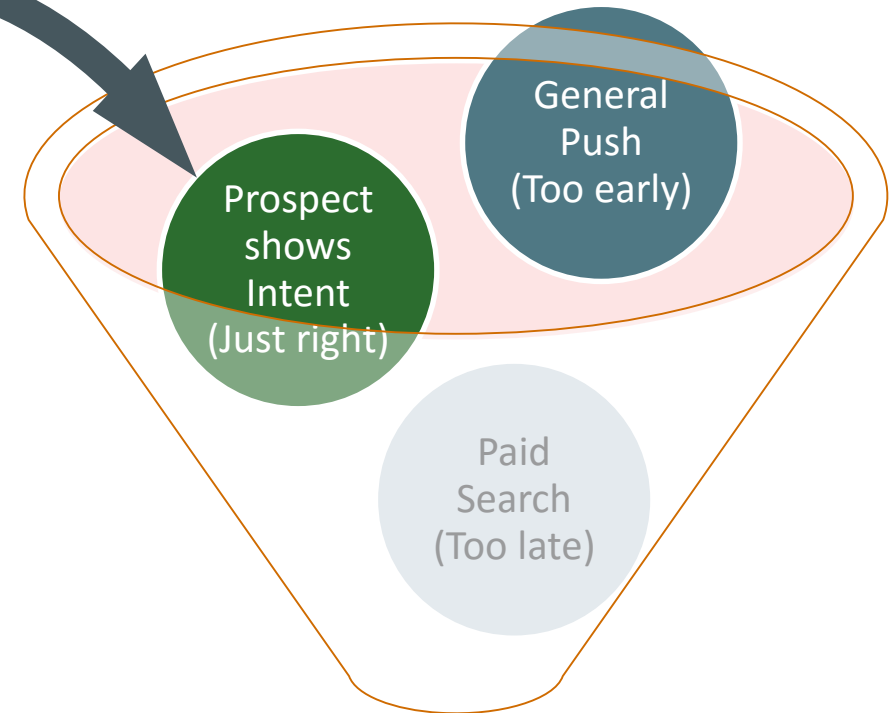 General
Push
(Too early)
Prospect
shows
Intent
(Just right)
Paid
Search
(Too late)